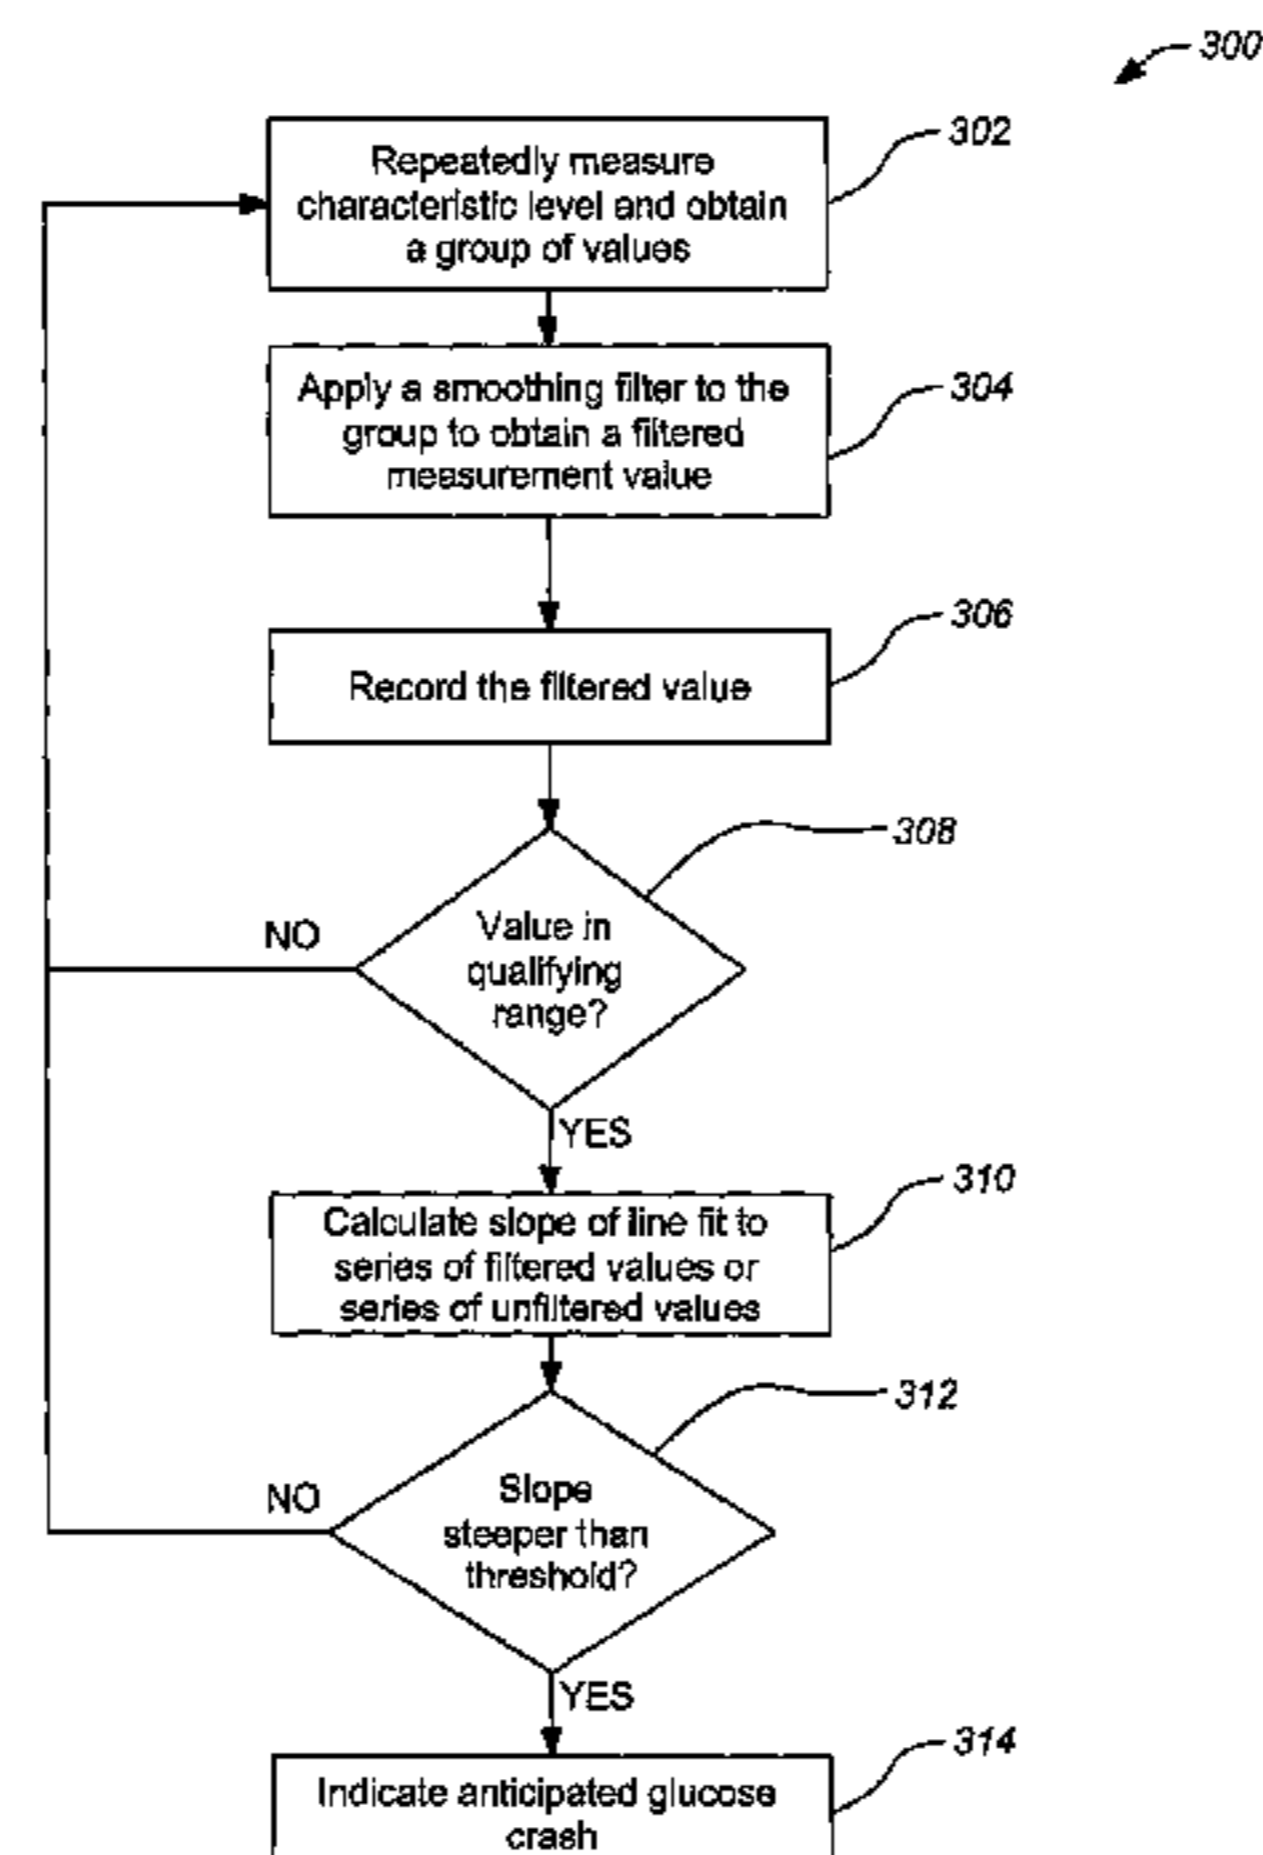 300
302
Repeatedly measure
characteristic level and obtain
a group of values
304
Apply a smoothing filter to the
group to obtain a filtered
measurement value
306
Record the filtered value
308
NO
Value in
qualifying
range?
YES
310
Calculate slope of line fit to
series of filtered values or
series of unfiltered values
312
NO
Slope
steeper than
threshold?
YES
314
Indicate anticipated glucose
crash